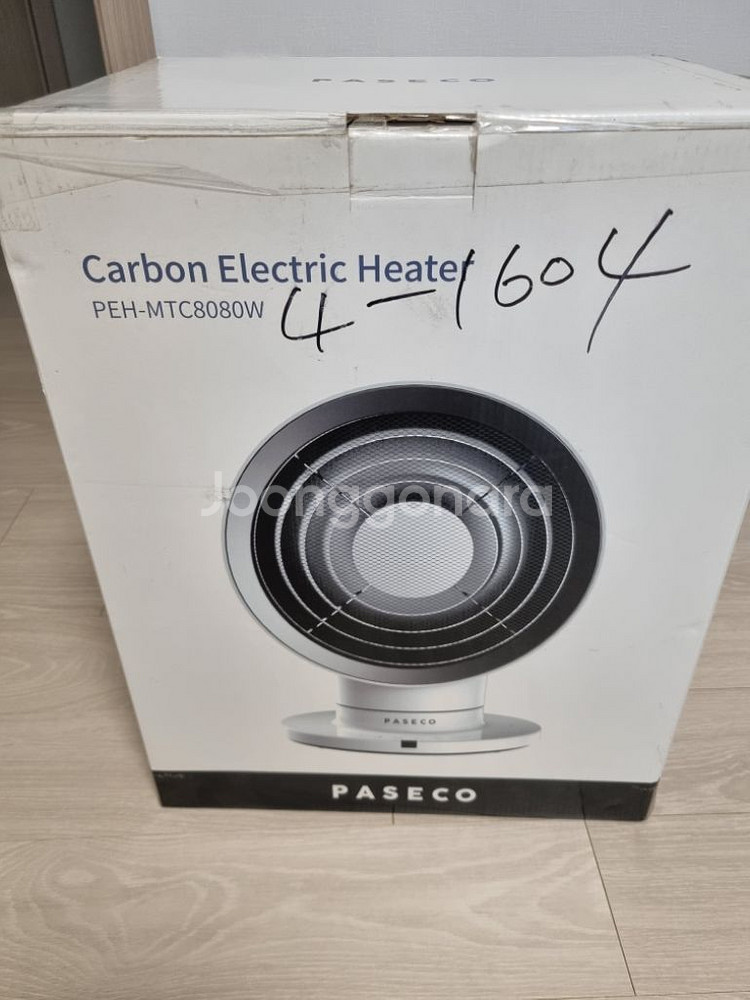 PASECO
Carbon Electric Heater
PEH-MTC8080W
4-1604
Joonggonara
PASECO
PASECO